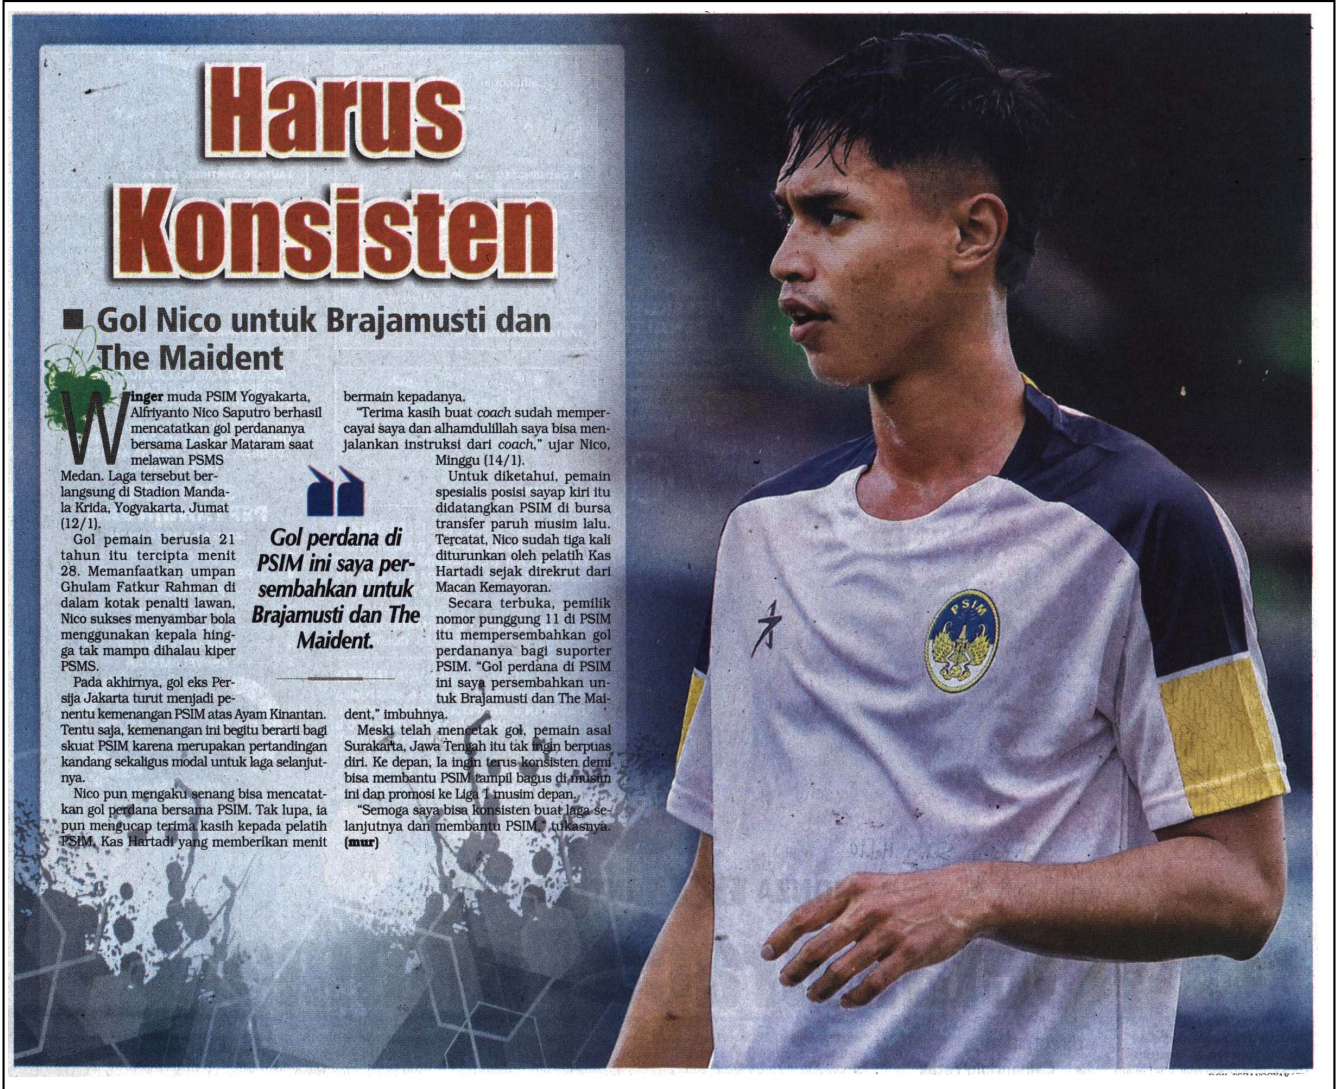 Harus
Konsisten
■ Gol Nico untuk Brajamusti dan
The Maident
Winger muda PSIM Yogyakarta,
Alfriyanto Nico Saputro berhasil
mencatatkan gol perdananya
bersama Laskar Mataram saat
melawan PSMS
Medan. Laga tersebut ber-
langsung di Stadion Manda-
la Krida, Yogyakarta, Jumat
(12/1).
Gol pemain berusia 21
tahun itu tercipta menit
28. Memanfaatkan umpan
Ghulam Fatkur Rahman di
dalam kotak penalti lawan,
Nico sukses menyambar bola
menggunakan kepala hing-
ga tak mampu dihalau kiper
PSMS.
Pada akhirnya, gol eks Per-
sija Jakarta turut menjadi pe-
nentu kemenangan PSIM atas Ayam Kinantan.
Tentu saja, kemenangan ini begitu berarti bagi
skuat PSIM karena merupakan pertandingan
kandang sekaligus modal untuk laga selanjut-
nya.
Nico pun mengaku senang bisa mencatat-
kan gol perdana bersama PSIM. Tak lupa, ia
pun mengucap terima kasih kepada pelatih
PSIM, Kas Hartadi yang memberikan menit
bermain kepadanya.
"Terima kasih buat coach sudah memper-
cayai saya dan alhamdulillah saya bisa men-
jalankan instruksi dari coach," ujar Nico,
Minggu (14/1).
Untuk diketahui, pemain
spesialis posisi sayap kiri itu
didatangkan PSIM di bursa
transfer paruh musim lalu.
Tercatat, Nico sudah tiga kali
diturunkan oleh pelatih Kas
Hartadi sejak direkrut dari
Macan Kemayoran.
Secara terbuka, pemilik
nomor punggung 11 di PSIM
itu mempersembahkan gol
perdananya bagi suporter
PSIM. "Gol perdana di PSIM
ini saya persembahkan un-
tuk Brajamusti dan The Mai-
dent," imbuhnya.
Meski telah mencetak gol, pemain asal
Surakarta, Jawa Tengah itu tak ingin berpuas
diri. Ke depan, Ia ingin terus konsisten demi
bisa membantu PSIM tampil bagus di musim
ini dan promosi ke Liga 1 musim depan.
"Semoga saya bisa konsisten buat laga se-
lanjutnya dan membantu PSIM," tukasnya.
(mur)
"
Gol perdana di
PSIM ini saya per-
sembahkan untuk
Brajamusti dan The
Maident.
PSIM